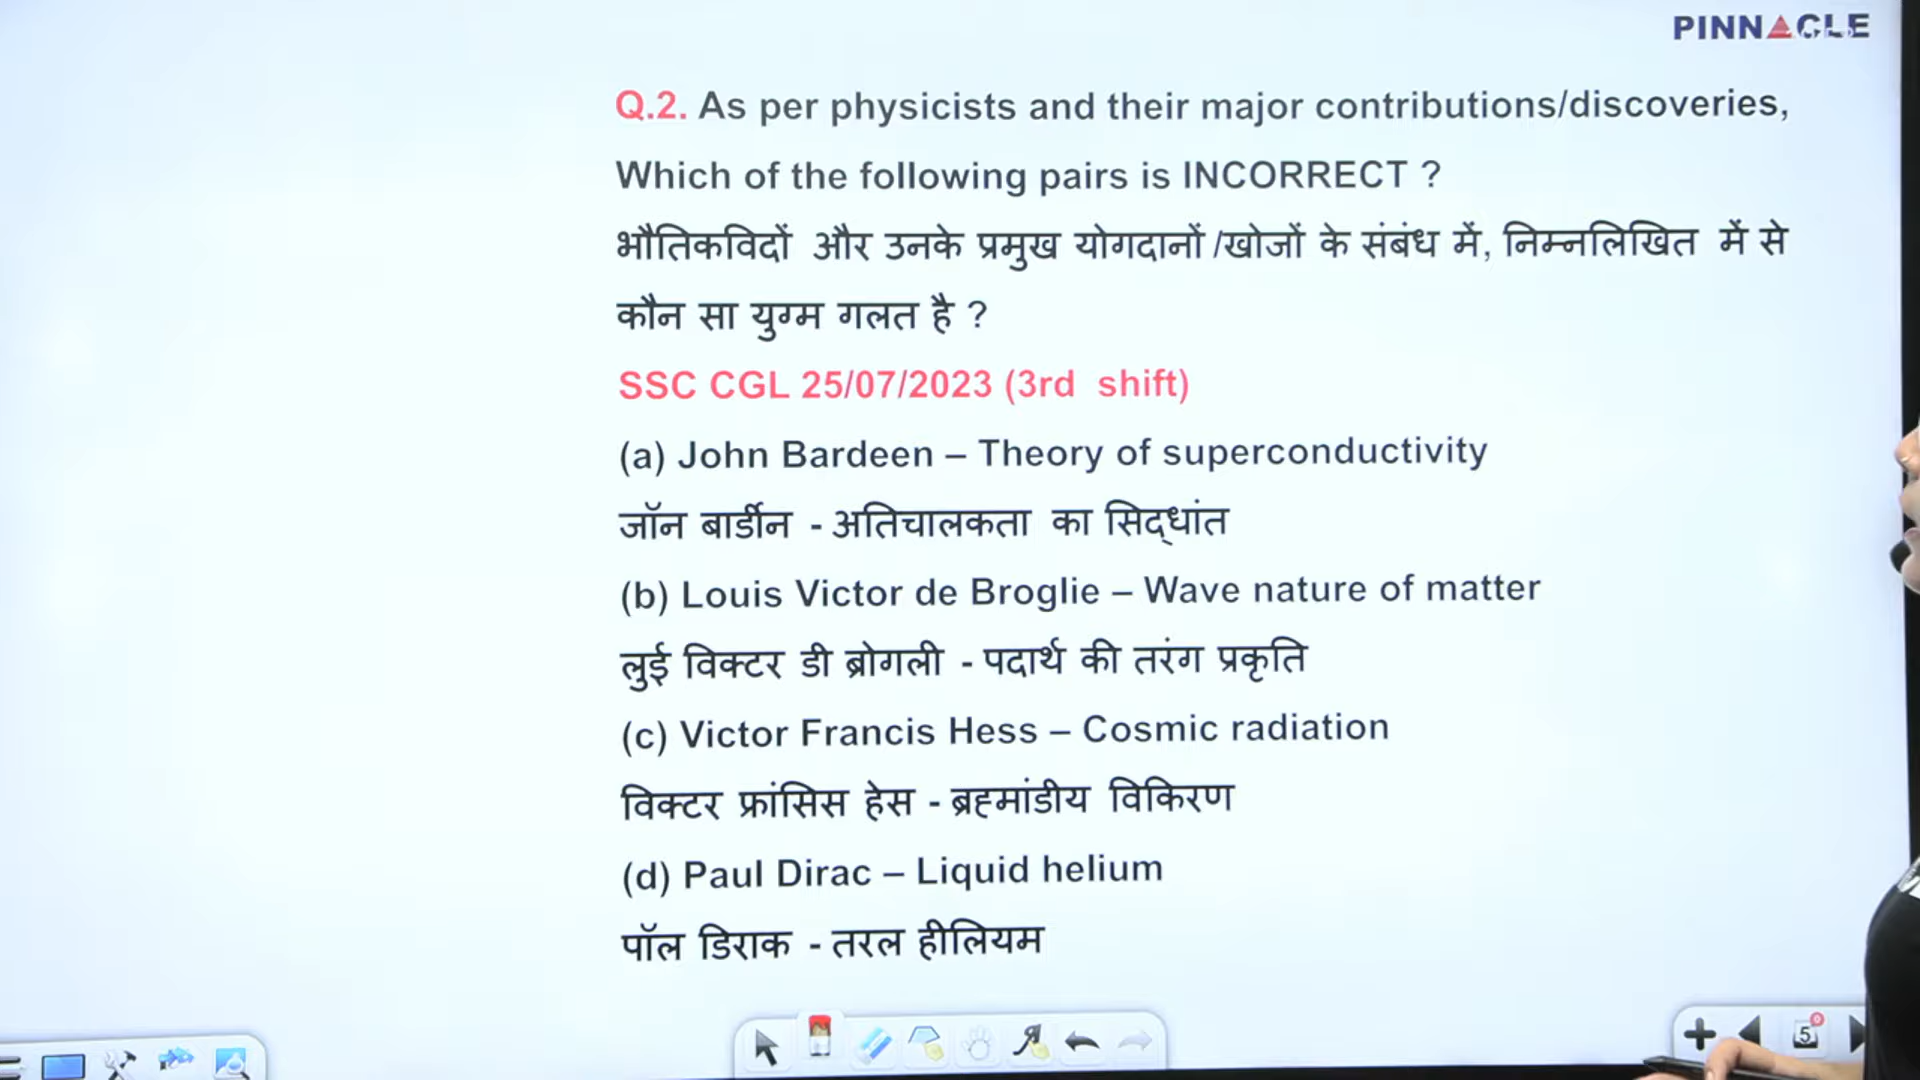 PINNACLE
Q.2. As per physicists and their major contributions/discoveries,
Which of the following pairs is INCORRECT ?
भौतिकविदों और उनके प्रमुख योगदानों /खोजों के संबंध में, निम्नलिखित में से
कौन सा युग्म गलत है ?
SSC CGL 25/07/2023 (3rd shift)
(a) John Bardeen – Theory of superconductivity
जॉन बार्डीन - अतिचालकता का सिद्धांत
(b) Louis Victor de Broglie – Wave nature of matter
लुई विक्टर डी ब्रोगली - पदार्थ की तरंग प्रकृति
(c) Victor Francis Hess – Cosmic radiation
विक्टर फ्रांसिस हेस - ब्रह्मांडीय विकिरण
(d) Paul Dirac – Liquid helium
पॉल डिराक - तरल हीलियम
5